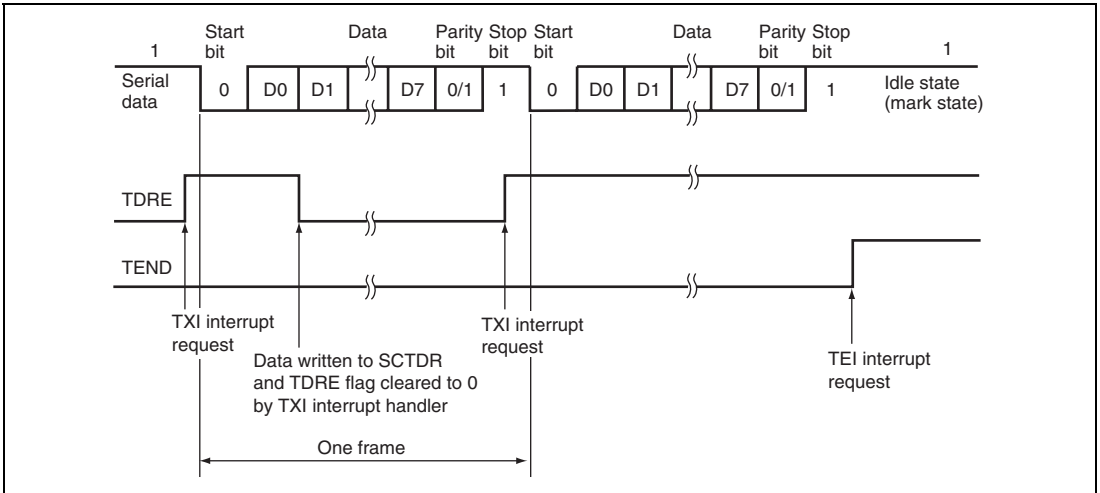 Start bit Data Parity bit Stop bit Start bit Data Parity bit Stop bit
1 1
Serial data 0 D0 D1 D7 0/1 1 0 D0 D1 D7 0/1 1 Idle state (mark state)
TDRE
TEND
TXI interrupt request
Data written to SCTDR
and TDRE flag cleared to 0
by TXI interrupt handler
TXI interrupt request
TEI interrupt request
One frame